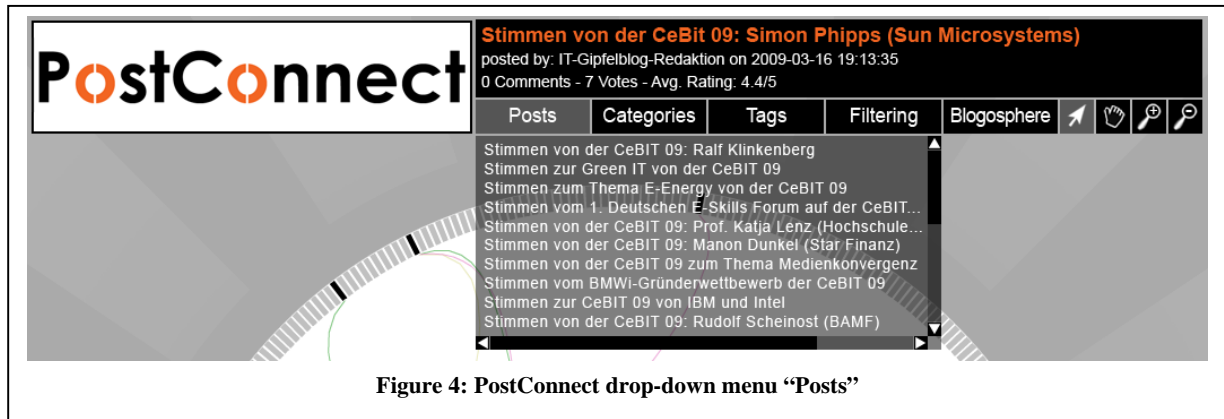 PostConnect
Stimmen von der CeBit 09: Simon Phipps (Sun Microsystems)
posted by: IT-Gipfelblog-Redaktion on 2009-03-16 19:13:35
0 Comments - 7 Votes - Avg. Rating: 4.4/5
Posts Categories Tags Filtering Blogosphere
Stimmen von der CeBIT 09: Ralf Klinkenberg
Stimmen zur Green IT von der CeBIT 09
Stimmen zum Thema E-Energy von der CeBIT 09
Stimmen vom 1. Deutschen E-Skills Forum auf der CeBIT...
Stimmen von der CeBIT 09: Prof. Katja Lenz (Hochschule...
Stimmen von der CeBIT 09: Manon Dunkel (Star Finanz)
Stimmen von der CeBIT 09 zum Thema Medienkonvergenz
Stimmen vom BMWi-Gründerwettbewerb der CeBIT 09
Stimmen zur CeBIT 09 von IBM und Intel
Stimmen von der CeBIT 09: Rudolf Scheinost (BAMF)
Figure 4: PostConnect drop-down menu “Posts”